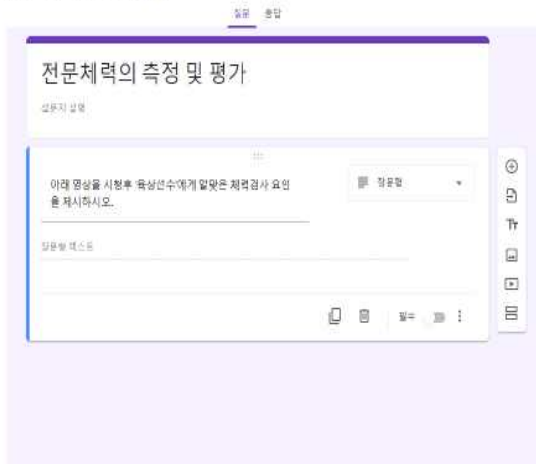 질문 응답
전문체력의 측정 및 평가
설문지 설명
아래 영상을 시청후 '육상선수'에게 알맞은 체력검사 요인
을 제시하시오.
장문형
장문형 텍스트
필수